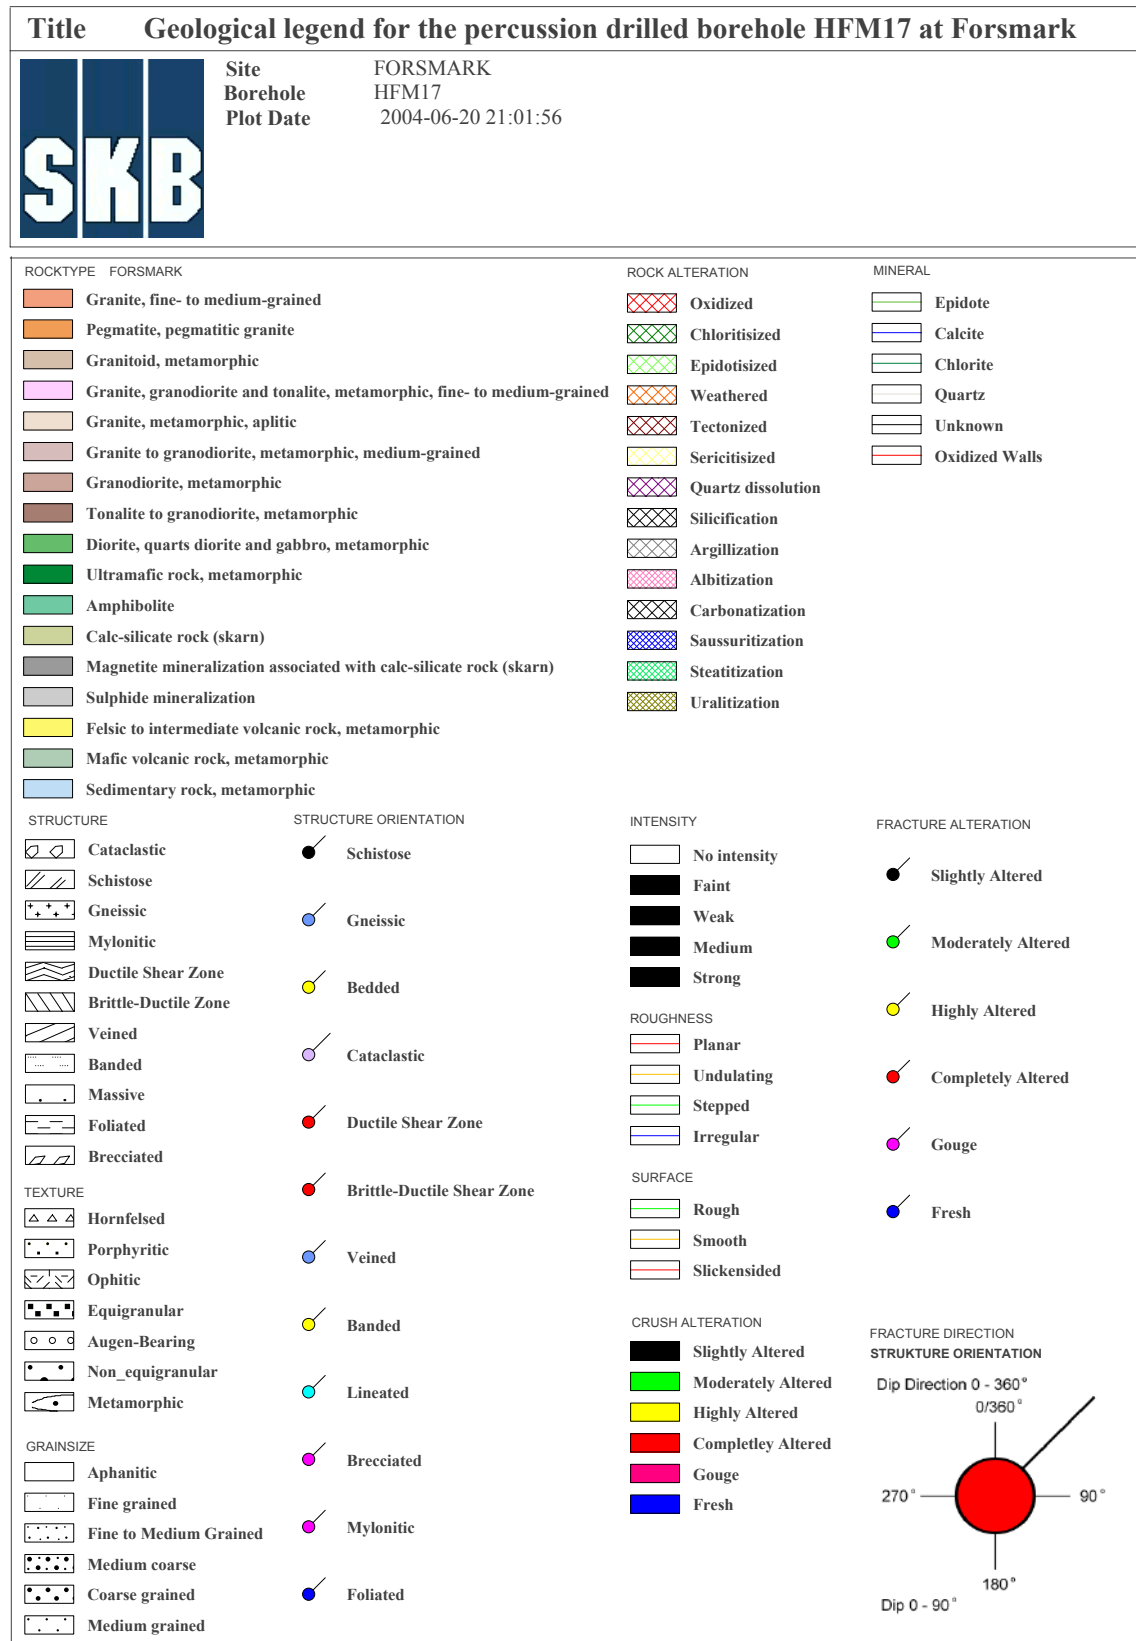 Title Geological legend for the percussion drilled borehole HFM17 at Forsmark
SKB
Site FORSMARK
Borehole HFM17
Plot Date 2004-06-20 21:01:56
ROCKTYPE FORSMARK
Granite, fine- to medium-grained
Pegmatite, pegmatitic granite
Granitoid, metamorphic
Granite, granodiorite and tonalite, metamorphic, fine- to medium-grained
Granite, metamorphic, aplitic
Granite to granodiorite, metamorphic, medium-grained
Granodiorite, metamorphic
Tonalite to granodiorite, metamorphic
Diorite, quarts diorite and gabbro, metamorphic
Ultramafic rock, metamorphic
Amphibolite
Calc-silicate rock (skarn)
Magnetite mineralization associated with calc-silicate rock (skarn)
Sulphide mineralization
Felsic to intermediate volcanic rock, metamorphic
Mafic volcanic rock, metamorphic
Sedimentary rock, metamorphic
ROCK ALTERATION
Oxidized
Chloritisized
Epidotisized
Weathered
Tectonized
Sericitisized
Quartz dissolution
Silicification
Argillization
Albitization
Carbonatization
Saussuritization
Steatitization
Uralitization
MINERAL
Epidote
Calcite
Chlorite
Quartz
Unknown
Oxidized Walls
STRUCTURE
Cataclastic
Schistose
Gneissic
Mylonitic
Ductile Shear Zone
Brittle-Ductile Zone
Veined
Banded
Massive
Foliated
Brecciated
TEXTURE
Hornfelsed
Porphyritic
Ophitic
Equigranular
Augen-Bearing
Non_equigranular
Metamorphic
GRAINSIZE
Aphanitic
Fine grained
Fine to Medium Grained
Medium coarse
Coarse grained
Medium grained
STRUCTURE ORIENTATION
Schistose
Gneissic
Bedded
Cataclastic
Ductile Shear Zone
Brittle-Ductile Shear Zone
Veined
Banded
Lineated
Brecciated
Mylonitic
Foliated
INTENSITY
No intensity
Faint
Weak
Medium
Strong
ROUGHNESS
Planar
Undulating
Stepped
Irregular
SURFACE
Rough
Smooth
Slickensided
CRUSH ALTERATION
Slightly Altered
Moderately Altered
Highly Altered
Completley Altered
Gouge
Fresh
FRACTURE ALTERATION
Slightly Altered
Moderately Altered
Highly Altered
Completely Altered
Gouge
Fresh
FRACTURE DIRECTION
STRUKTURE ORIENTATION
Dip Direction 0 - 360°
0/360°
270°
90°
180°
Dip 0 - 90°